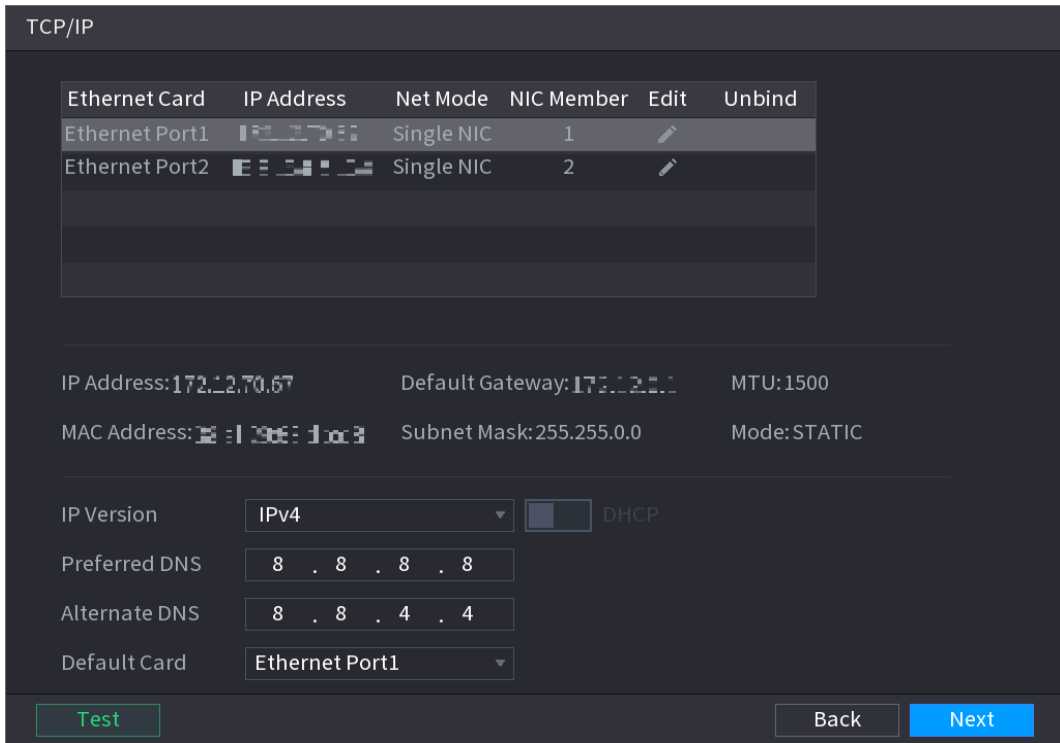 TCP/IP
Ethernet Card IP Address Net Mode NIC Member Edit Unbind
Ethernet Port1 Single NIC 1
Ethernet Port2 Single NIC 2
IP Address: Default Gateway: MTU:1500
MAC Address: Subnet Mask:255.255.0.0 Mode:STATIC
IP Version IPv4 DHCP
Preferred DNS 8 . 8 . 8 . 8
Alternate DNS 8 . 8 . 4 . 4
Default Card Ethernet Port1
Test Back Next